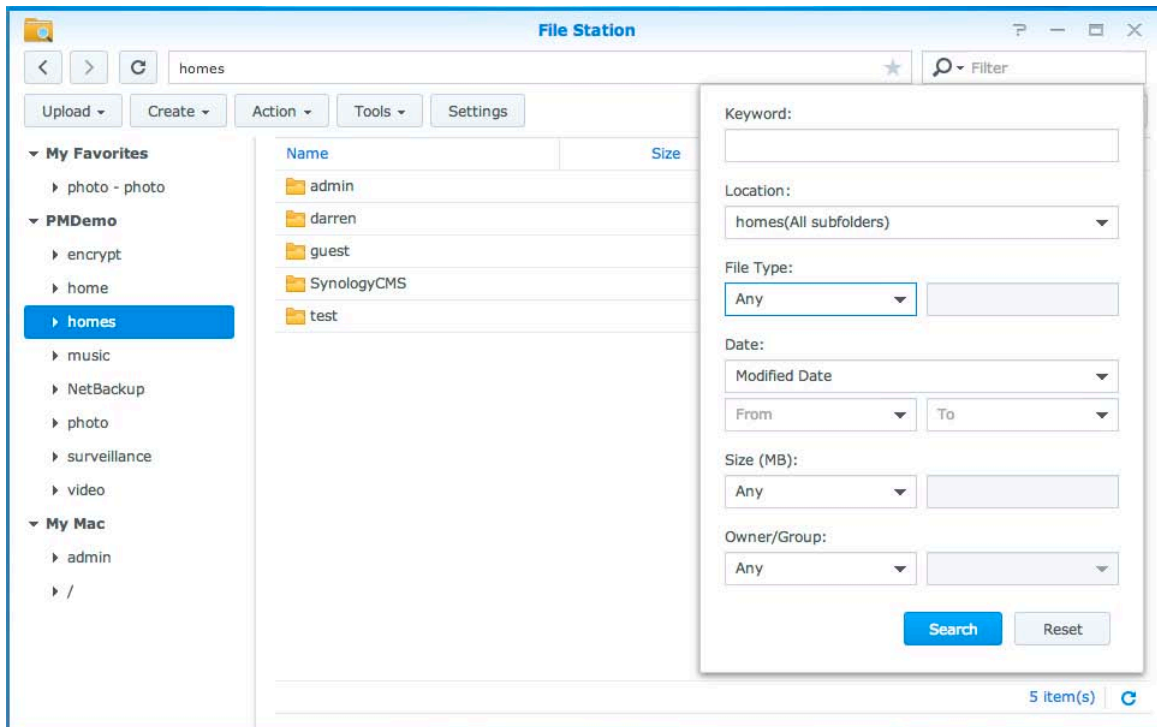 File Station
homes
Filter
Upload Create Action Tools Settings
My Favorites
photo - photo
PMDemo
encrypt
home
homes
music
NetBackup
photo
surveillance
video
My Mac
admin
/
Name Size
admin
darren
guest
SynologyCMS
test
Keyword:
Location:
homes(All subfolders)
File Type:
Any
Date:
Modified Date
From To
Size (MB):
Any
Owner/Group:
Any
Search Reset
5 item(s)